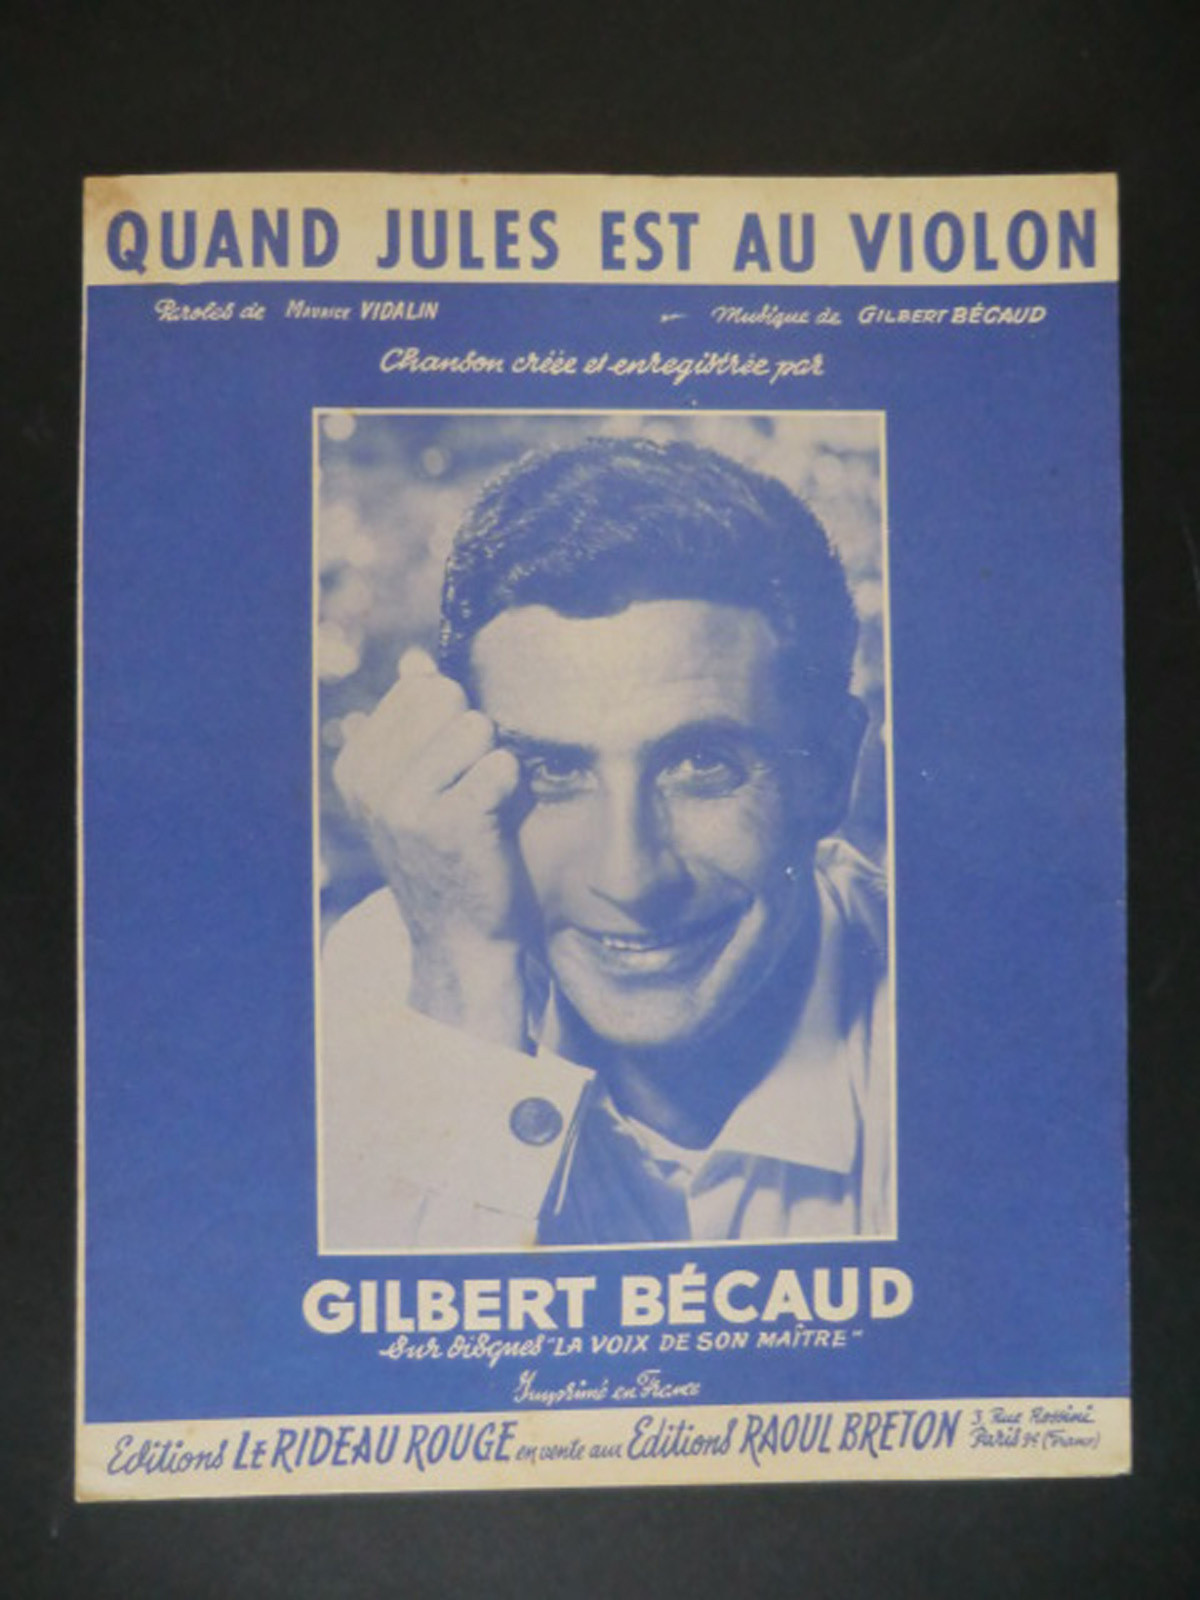 QUAND JULES EST AU VIOLON
Paroles de MAURICE VIDALIN
Musique de GILBERT BÉCAUD
Chanson créée et enregistrée par
GILBERT BÉCAUD
sur disques "LA VOIX DE SON MAÎTRE"
Imprimé en France
Editions LE RIDEAU ROUGE en vente aux Editions RAOUL BRETON
3, Rue Rossini
Paris 9e (France)